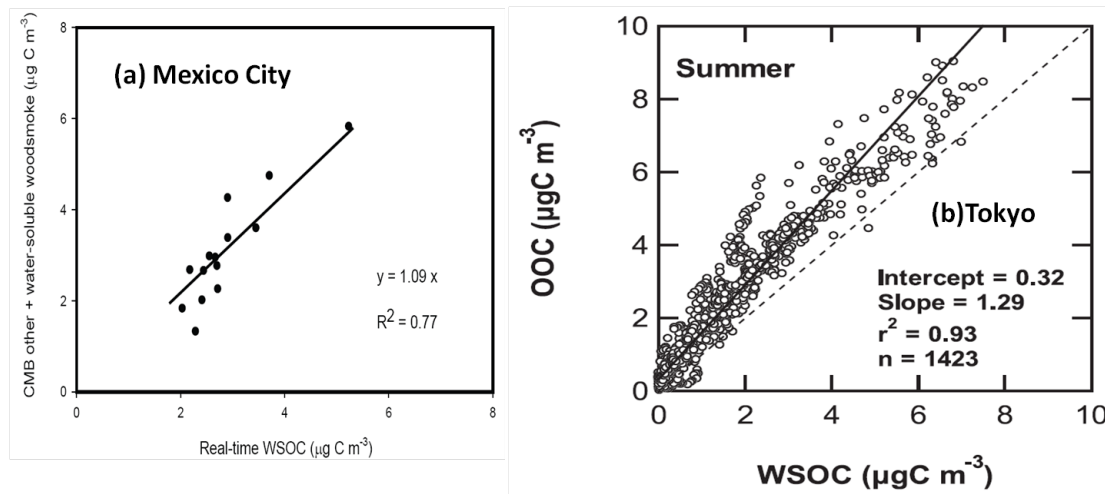 CMB other + water-soluble woodsmoke (μg C m-3)
8
6
4
2
0
(a) Mexico City
y = 1.09 x
R2 = 0.77
0 2 4 6 8
Real-time WSOC (μg C m-3)
OOC (μgC m-3)
10
8
6
4
2
0
Summer
(b)Tokyo
Intercept = 0.32
Slope = 1.29
r2 = 0.93
n = 1423
0 2 4 6 8 10
WSOC (μgC m-3)